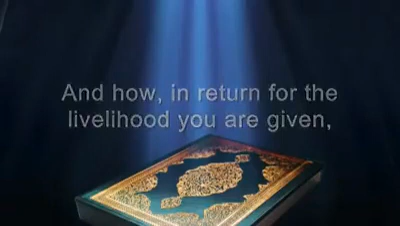 And how, in return for the
livelihood you are given,